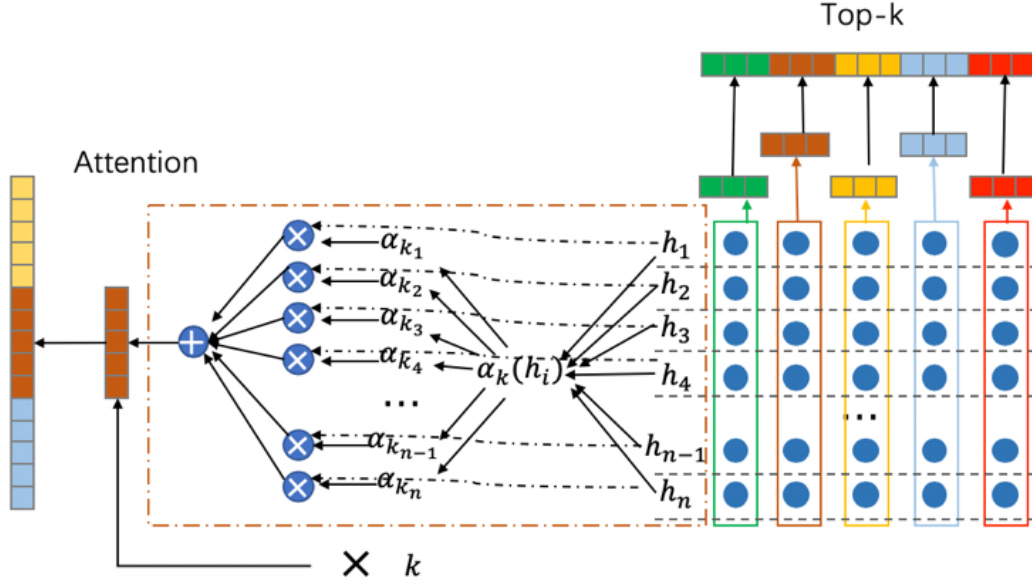 Top-k
Attention
α_{k_1} h_1
α_{k_2} h_2
α_{k_3} h_3
α_{k_4} α_k(h_i) h_4
... ...
α_{k_{n-1}} h_{n-1}
α_{k_n} h_n
× k